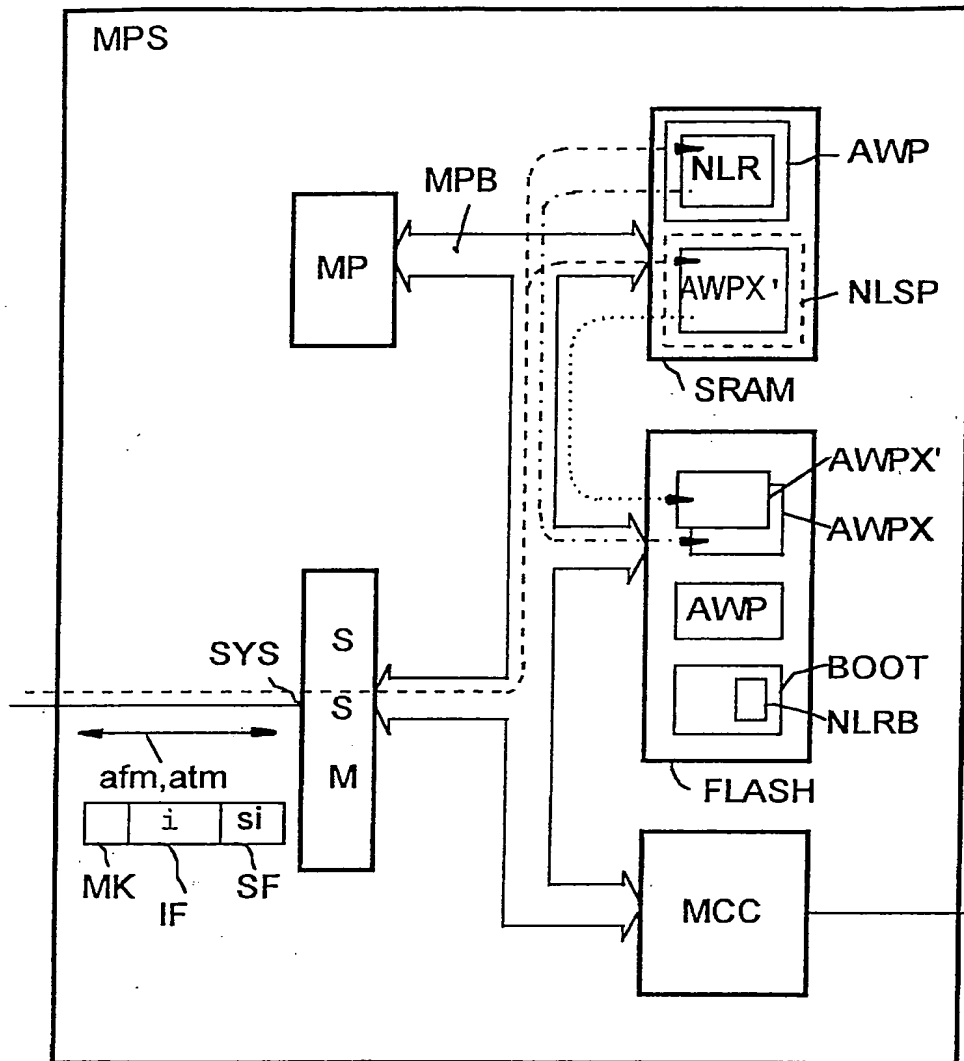 MPS
NLR
AWP
MPB
MP
AWPX'
NLSP
SRAM
AWPX'
AWPX
AWP
BOOT
NLRB
FLASH
SYS
S
S
M
afm,atm
i
si
MK
IF
SF
MCC